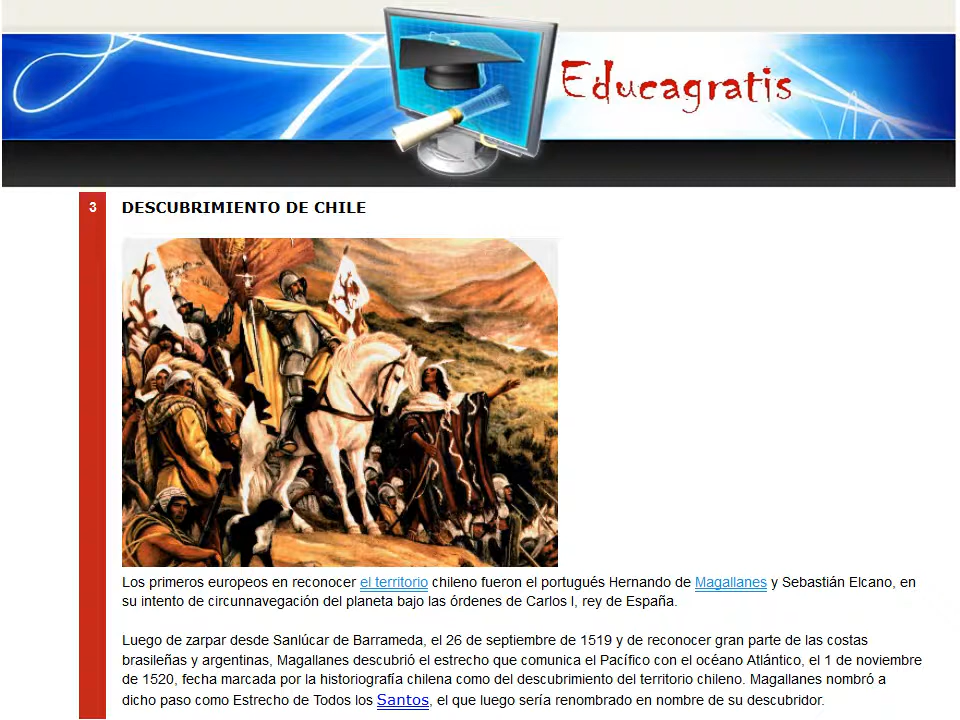 Educagratis
3 DESCUBRIMIENTO DE CHILE
Los primeros europeos en reconocer el territorio chileno fueron el portugués Hernando de Magallanes y Sebastián Elcano, en
su intento de circunnavegación del planeta bajo las órdenes de Carlos I, rey de España.
Luego de zarpar desde Sanlúcar de Barrameda, el 26 de septiembre de 1519 y de reconocer gran parte de las costas
brasileñas y argentinas, Magallanes descubrió el estrecho que comunica el Pacífico con el océano Atlántico, el 1 de noviembre
de 1520, fecha marcada por la historiografía chilena como del descubrimiento del territorio chileno. Magallanes nombró a
dicho paso como Estrecho de Todos los Santos, el que luego sería renombrado en nombre de su descubridor.